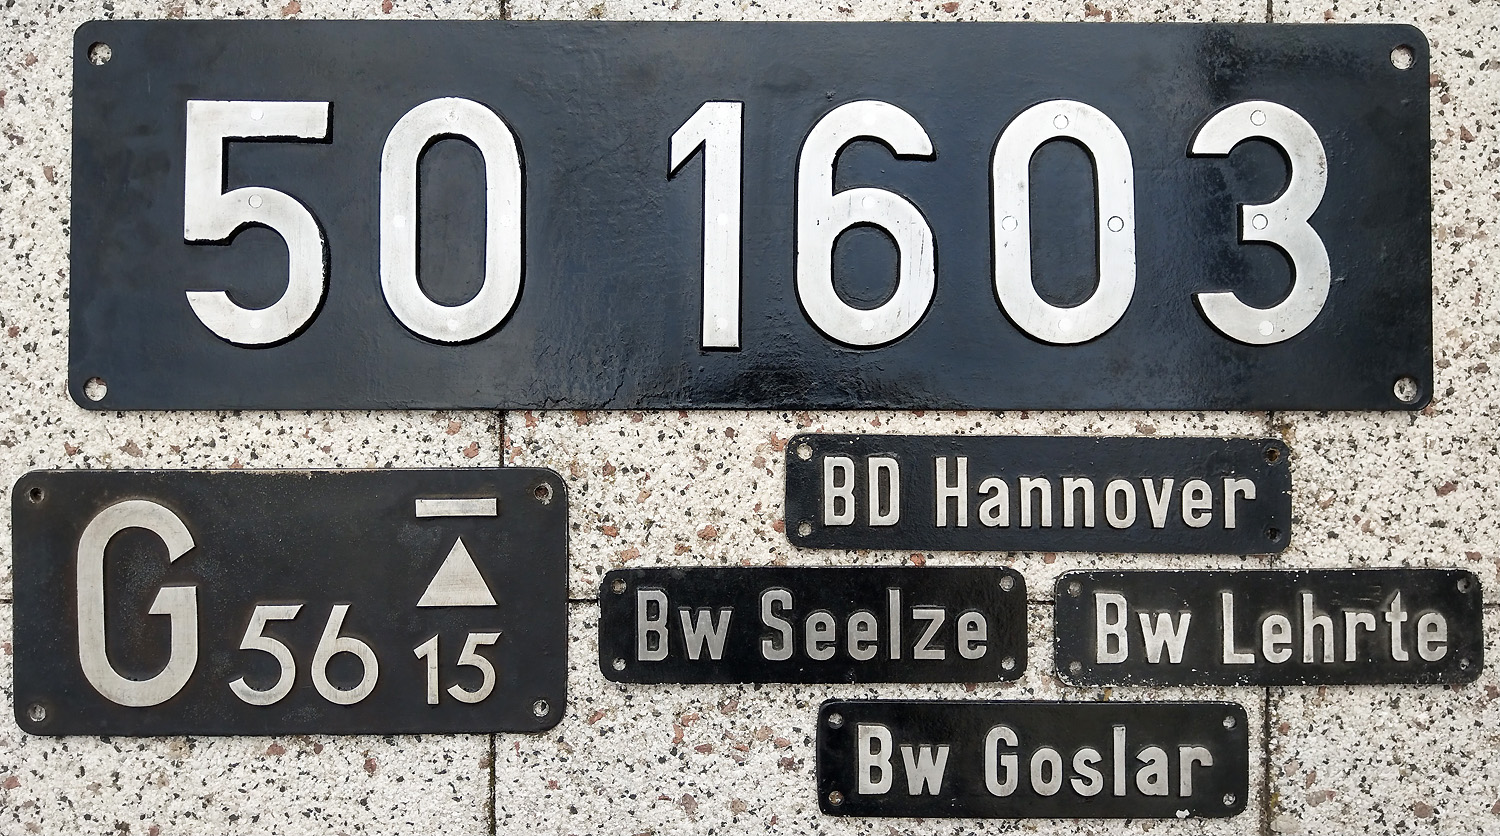 50 1603
BD Hannover
G 56 15
Bw Seelze
Bw Lehrte
Bw Goslar